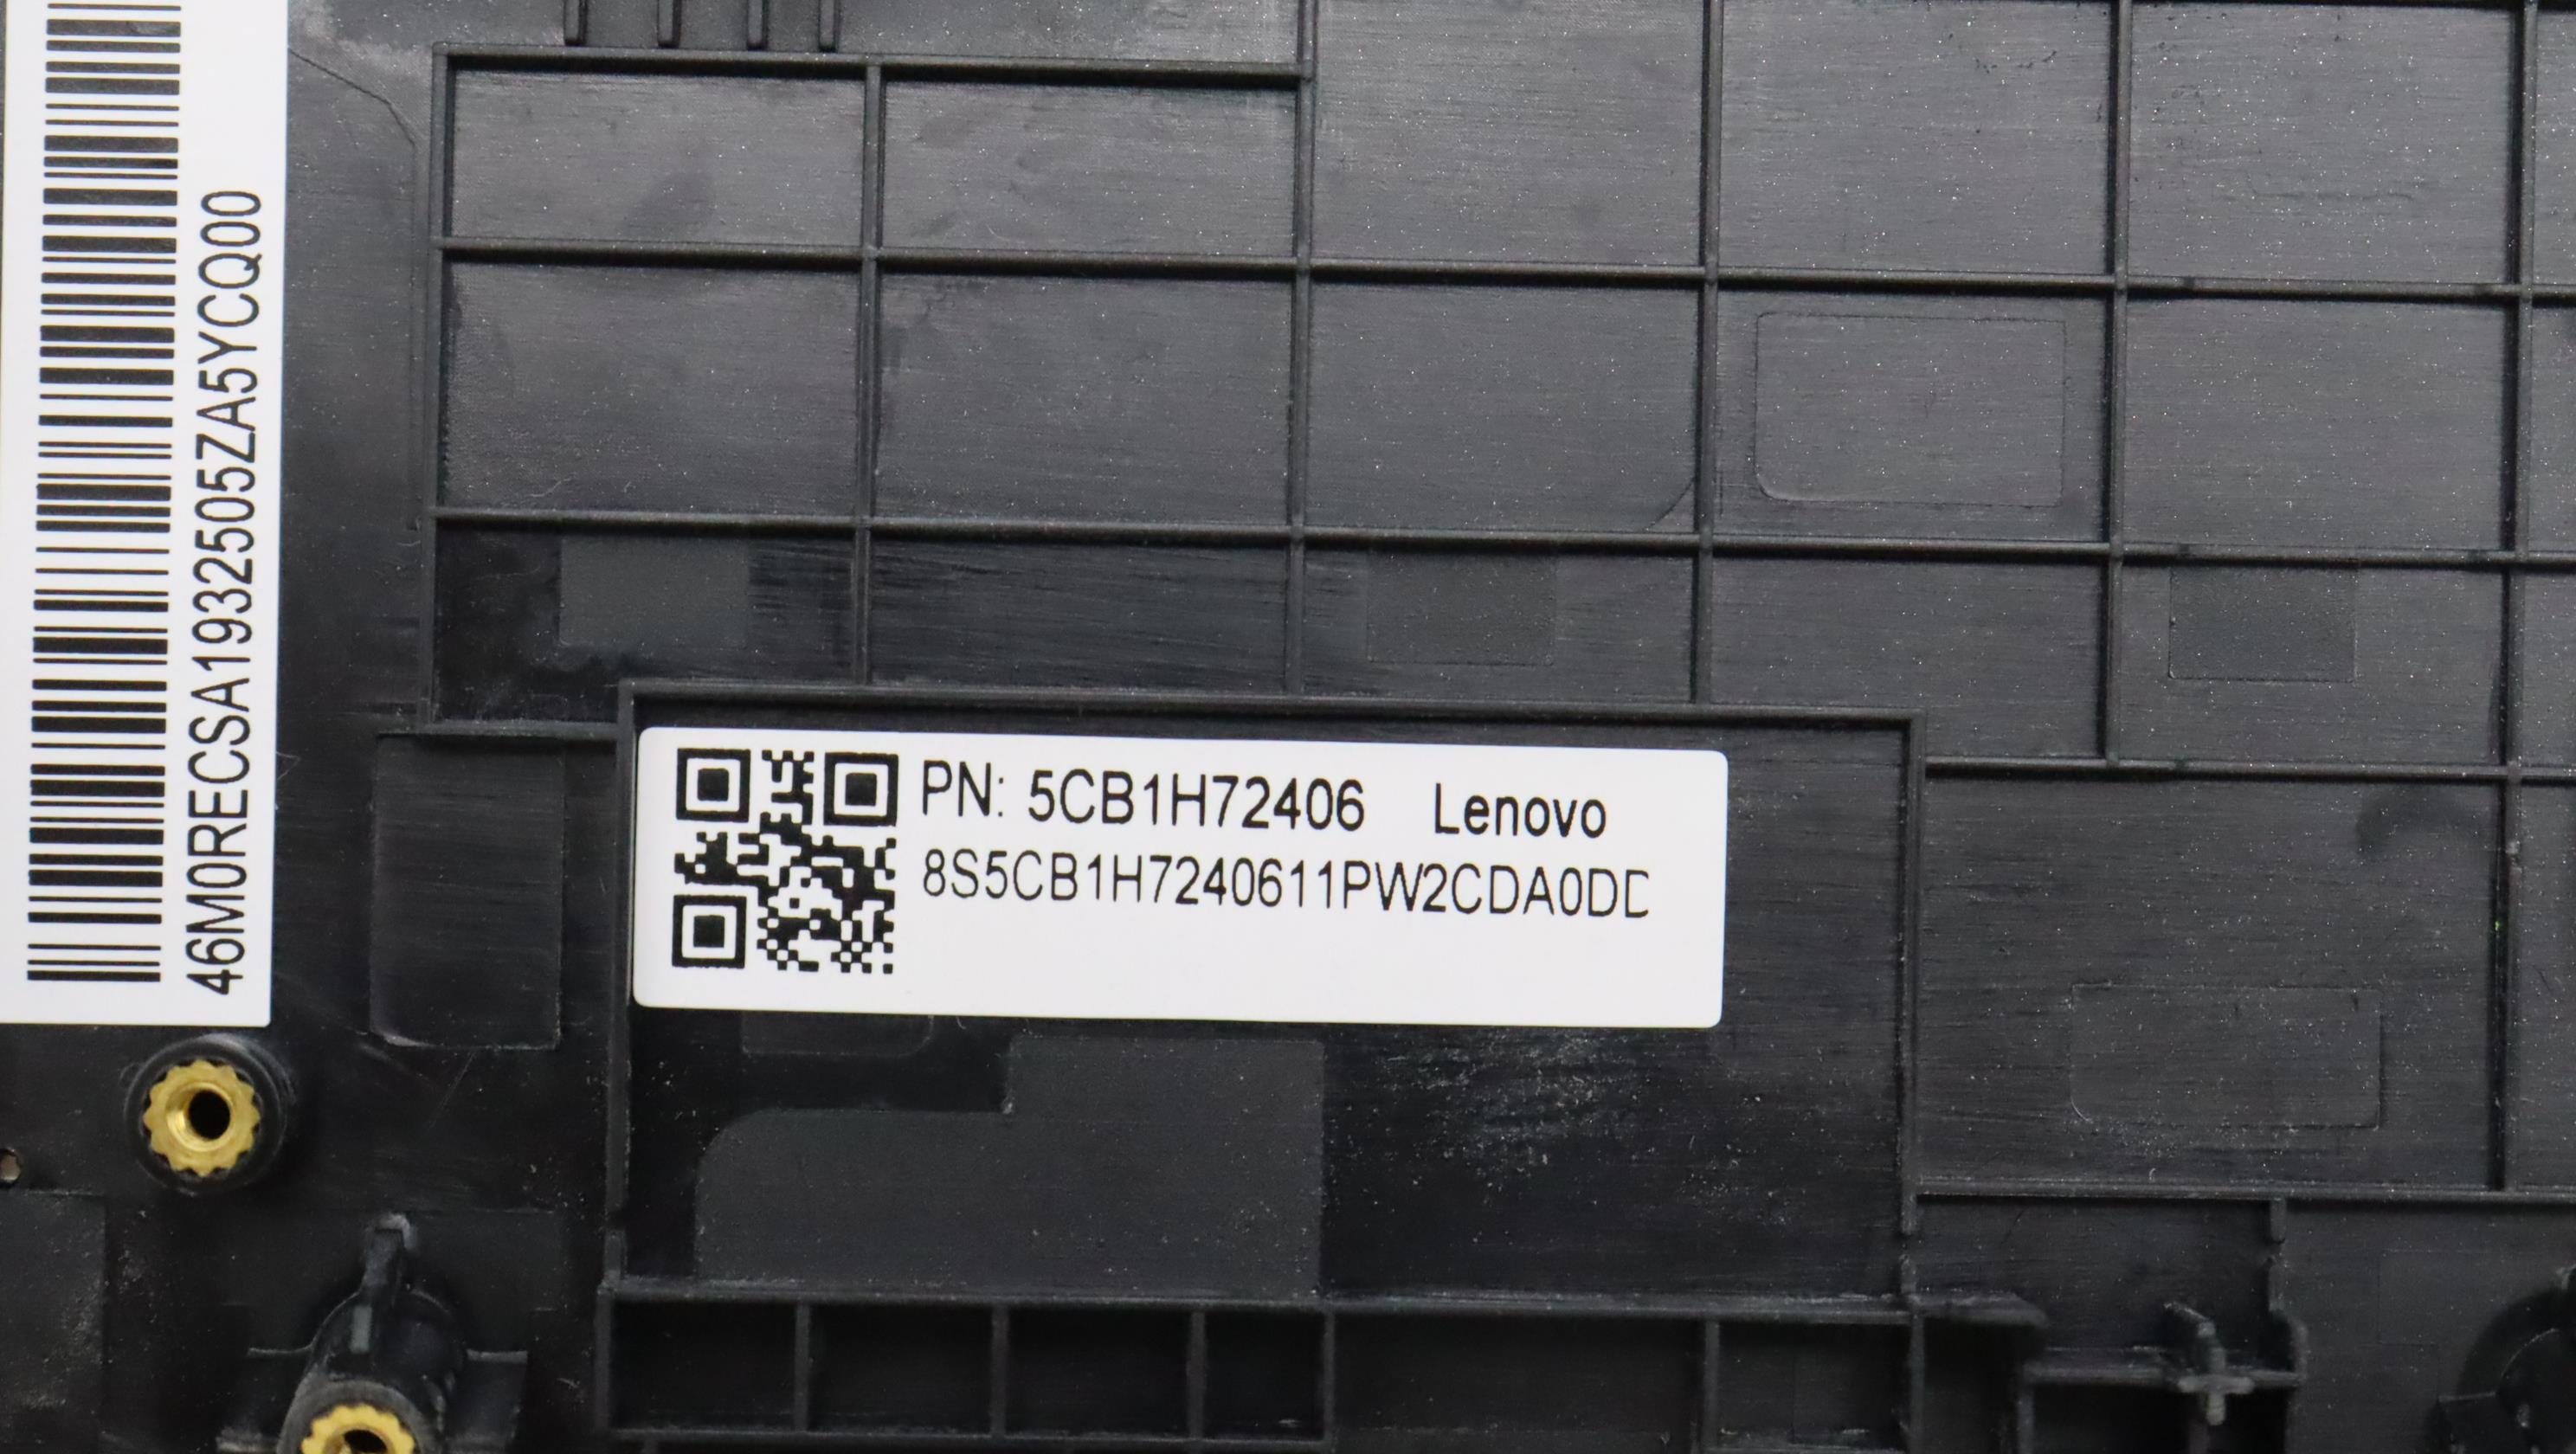 46M0RECSA1932505ZA5YCQ00
PN: 5CB1H72406 Lenovo
8S5CB1H7240611PW2CDA0DD